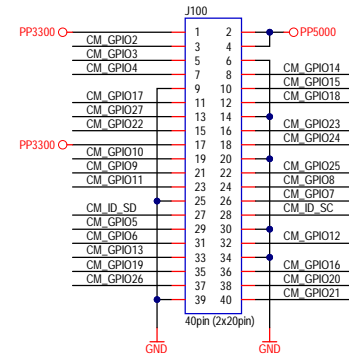 J100
PP3300 1 2 PP5000
CM_GPIO2 3 4
CM_GPIO3 5 6
CM_GPIO4 7 8 CM_GPIO14
9 10 CM_GPIO15
CM_GPIO17 11 12 CM_GPIO18
CM_GPIO27 13 14
CM_GPIO22 15 16 CM_GPIO23
PP3300 17 18 CM_GPIO24
CM_GPIO10 19 20
CM_GPIO9 21 22 CM_GPIO25
CM_GPIO11 23 24 CM_GPIO8
25 26 CM_GPIO7
CM_ID_SD 27 28 CM_ID_SC
CM_GPIO5 29 30
CM_GPIO6 31 32 CM_GPIO12
CM_GPIO13 33 34
CM_GPIO19 35 36 CM_GPIO16
CM_GPIO26 37 38 CM_GPIO20
39 40 CM_GPIO21
40pin (2x20pin)
GND GND